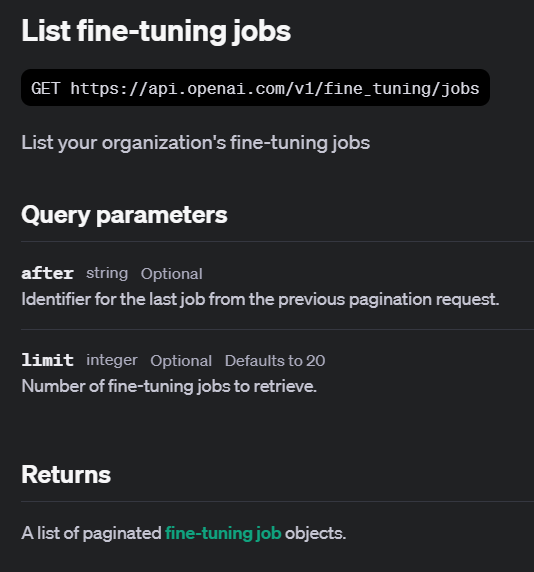 List fine-tuning jobs
GET https://api.openai.com/v1/fine_tuning/jobs
List your organization's fine-tuning jobs
Query parameters
after string Optional
Identifier for the last job from the previous pagination request.
limit integer Optional Defaults to 20
Number of fine-tuning jobs to retrieve.
Returns
A list of paginated fine-tuning job objects.